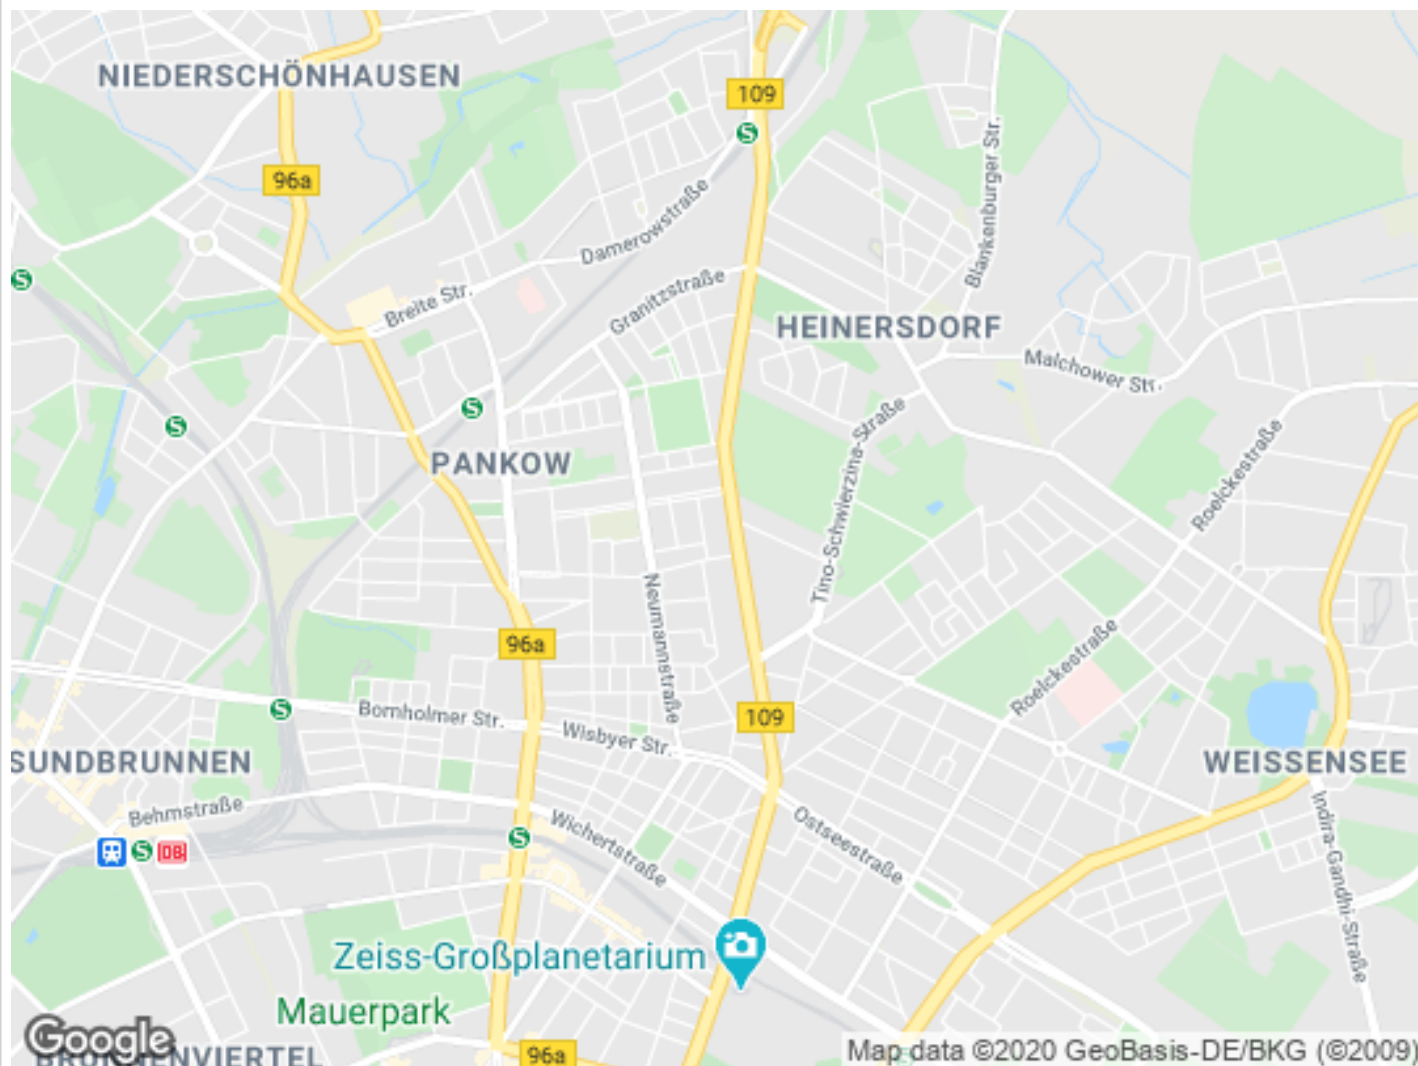 NIEDERSCHÖNHAUSEN
109
S
96a
Damerowstraße
Blankenburger Str.
S
Breite Str.
Granitzstraße
HEINERSDORF
Malchower Str.
S
S
Tino-Schwierzina-Straße
Roelckestraße
PANKOW
Neumannstraße
96a
Roelckestraße
S
Bornholmer Str.
Wisbyer Str.
109
SUNDBRUNNEN
WEISSENSEE
Behmstraße
Wichertstraße
Ostseestraße
Indira-Gandhi-Straße
S
S
DB
Zeiss-Großplanetarium
Mauerpark
Google
BRUNNENVIERTEL
96a
Map data ©2020 GeoBasis-DE/BKG (©2009)